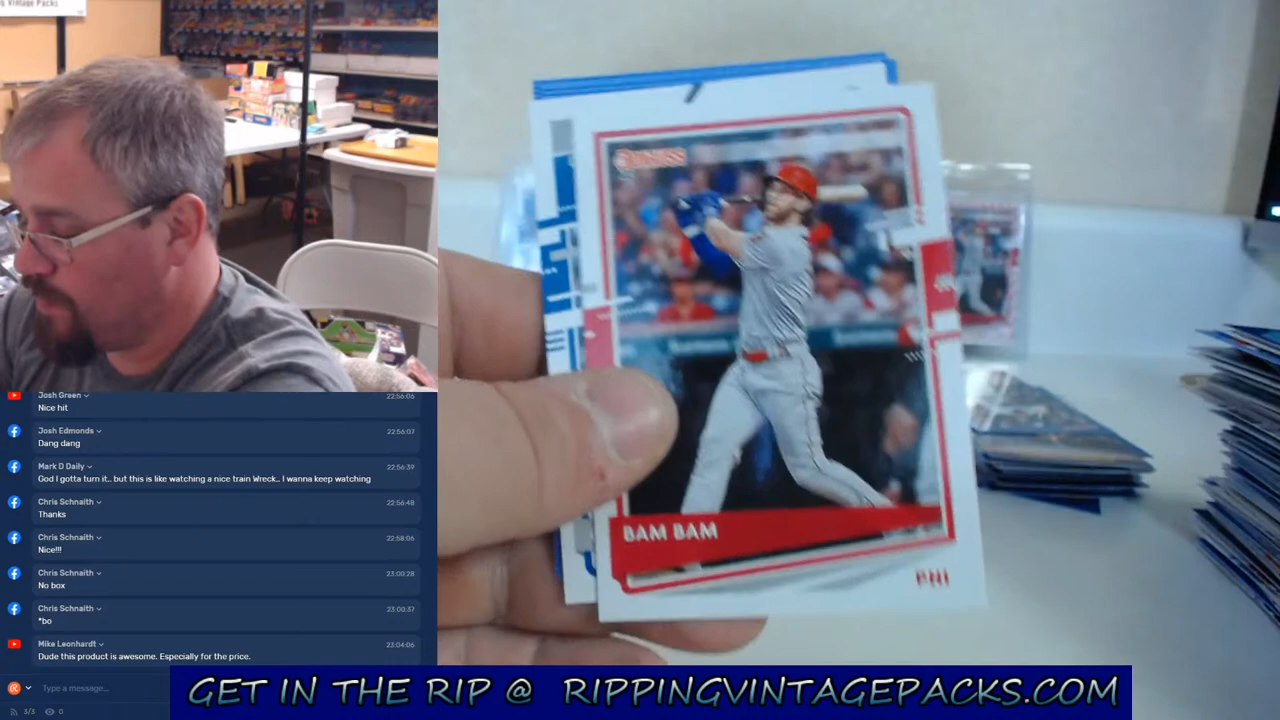 g Vintage Packs
Josh Green
22:56:06
Nice hit
Josh Edmonds
22:56:07
Dang dang
Mark D Daily
22:56:39
God I gotta turn it.. but this is like watching a nice train Wreck.. I wanna keep watching
Chris Schnaith
22:56:48
Thanks
Chris Schnaith
22:58:06
Nice!!!
Chris Schnaith
23:00:28
No box
Chris Schnaith
23:00:37
*bo
Mike Leonhardt
23:04:06
Dude this product is awesome. Especially for the price.
Type a message...
3/3
0
Donruss
BAM BAM
PHI
GET IN THE RIP @ RIPPINGVINTAGEPACKS.COM